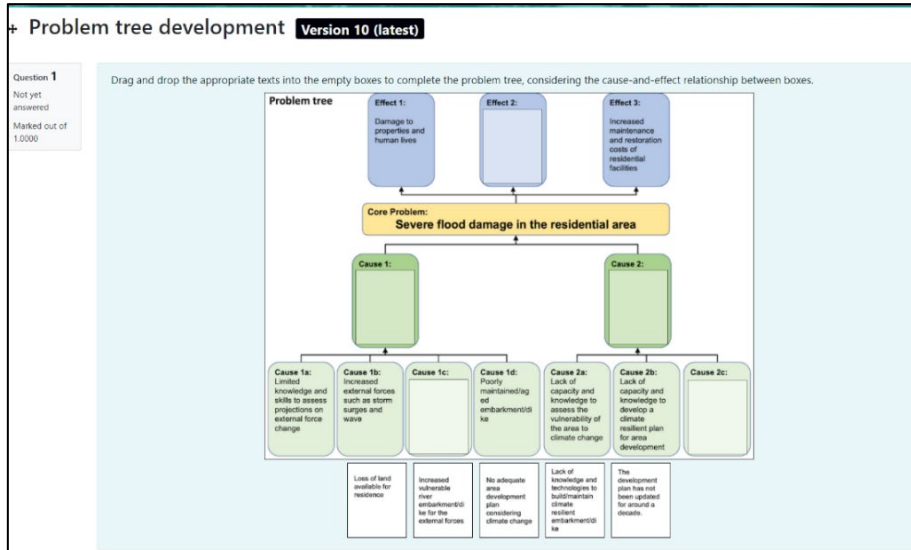 Problem tree development Version 10 (latest)
Question 1
Not yet
answered
Marked out of
1.0000
Drag and drop the appropriate texts into the empty boxes to complete the problem tree, considering the cause-and-effect relationship between boxes.
Problem tree
Effect 1:
Damage to
properties and
human lives
Effect 2:
Effect 3:
Increased
maintenance
and restoration
costs of
residential
facilities
Core Problem:
Severe flood damage in the residential area
Cause 1:
Cause 2:
Cause 1a:
Limited
knowledge and
skills to assess
projections on
external force
change
Cause 1b:
Increased
external forces
such as storm
surges and
wave
Cause 1c:
Cause 1d:
Poorly
maintained/ag
ed
embarkment/di
ke
Cause 2a:
Lack of
capacity and
knowledge to
assess the
vulnerability of
the area to
climate change
Cause 2b:
Lack of
capacity and
knowledge to
develop a
climate
resilient plan
for area
development
Cause 2c:
Loss of land
available for
residence
Increased
vulnerable
river
embarkment/di
ke for the
external forces
No adequate
area
development
plan
considering
climate change
Lack of
knowledge and
technologies to
build/maintain
climate
resilient
embarkment/di
ke
The
development
plan has not
been updated
for around a
decade.